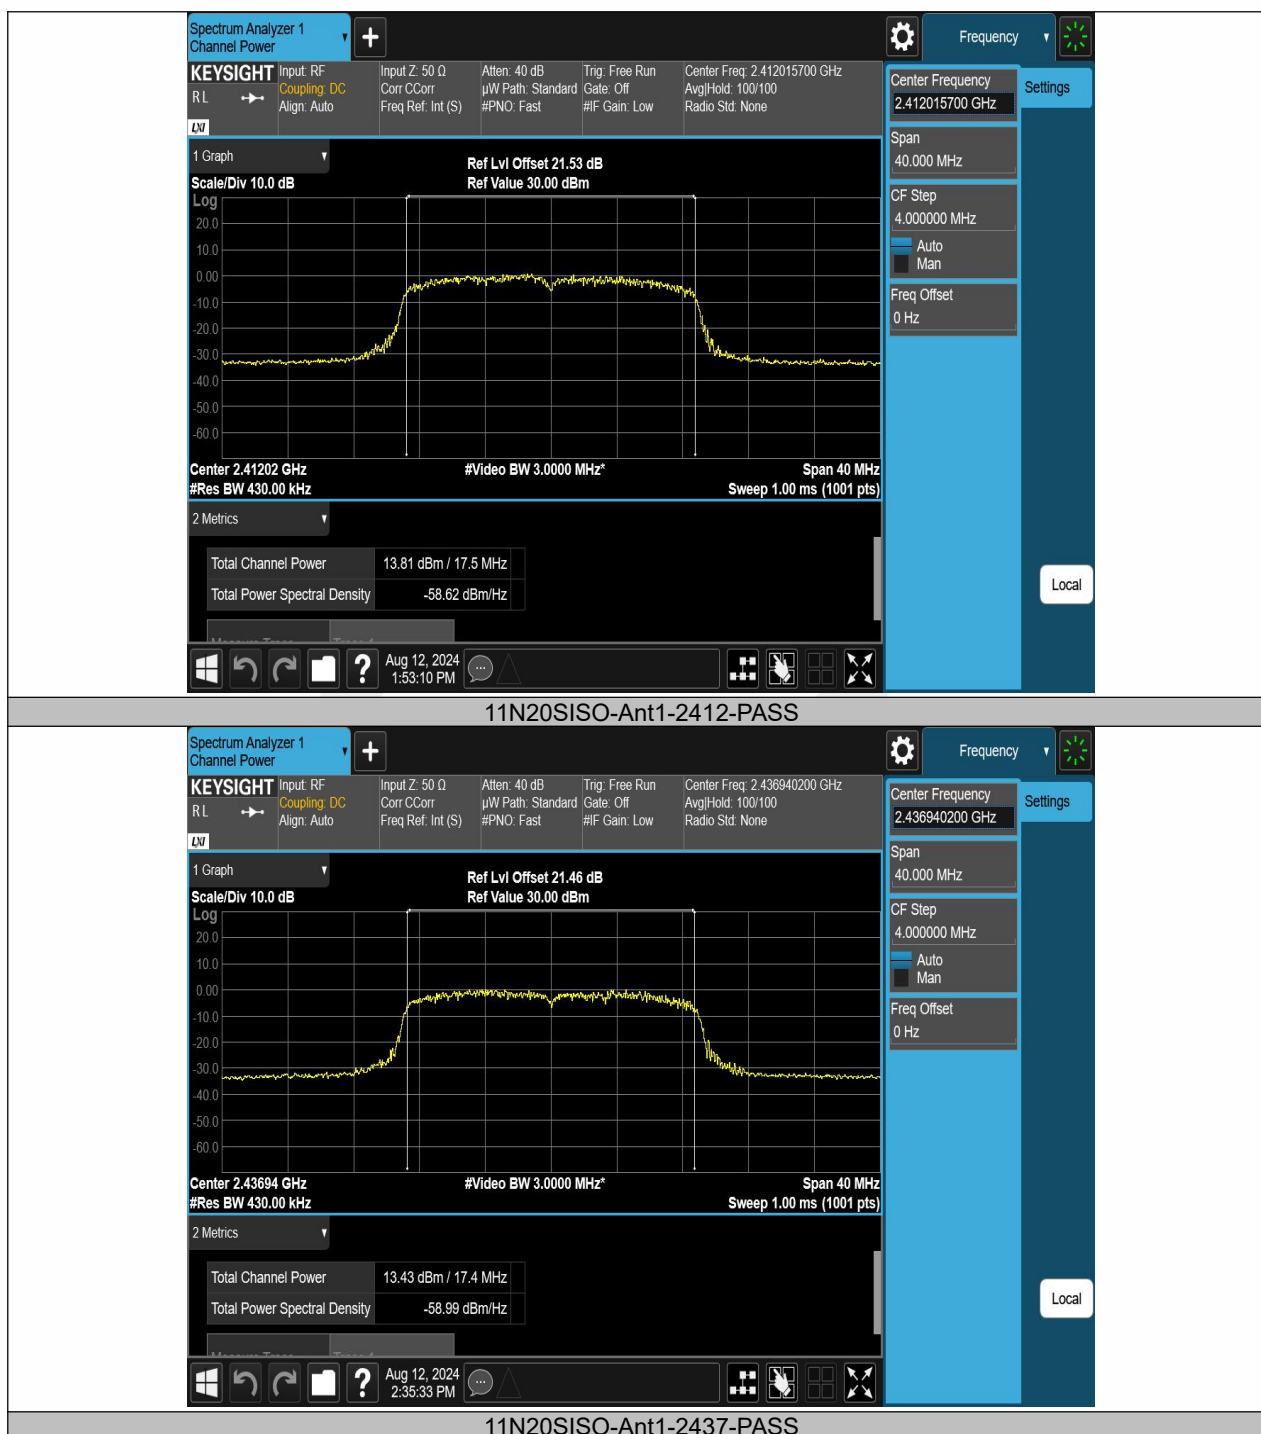 Spectrum Analyzer 1
Channel Power
Frequency
KEYSIGHT
Input: RF
Coupling: DC
Align: Auto
Input Z: 50 Ω
Corr CCorr
Freq Ref: Int (S)
Atten: 40 dB
µW Path: Standard
#PNO: Fast
Trig: Free Run
Gate: Off
#IF Gain: Low
Center Freq: 2.412015700 GHz
Avg|Hold: 100/100
Radio Std: None
R L
LXI
Center Frequency
2.412015700 GHz
Settings
Span
40.000 MHz
CF Step
4.000000 MHz
Auto
Man
Freq Offset
0 Hz
1 Graph
Scale/Div 10.0 dB
Ref Lvl Offset 21.53 dB
Ref Value 30.00 dBm
Log
20.0
10.0
0.00
-10.0
-20.0
-30.0
-40.0
-50.0
-60.0
Center 2.41202 GHz
#Video BW 3.0000 MHz*
Span 40 MHz
#Res BW 430.00 kHz
Sweep 1.00 ms (1001 pts)
2 Metrics
Total Channel Power 13.81 dBm / 17.5 MHz
Total Power Spectral Density -58.62 dBm/Hz
Local
?
Aug 12, 2024
1:53:10 PM
11N20SISO-Ant1-2412-PASS
Spectrum Analyzer 1
Channel Power
Frequency
KEYSIGHT
Input: RF
Coupling: DC
Align: Auto
Input Z: 50 Ω
Corr CCorr
Freq Ref: Int (S)
Atten: 40 dB
µW Path: Standard
#PNO: Fast
Trig: Free Run
Gate: Off
#IF Gain: Low
Center Freq: 2.436940200 GHz
Avg|Hold: 100/100
Radio Std: None
R L
LXI
Center Frequency
2.436940200 GHz
Settings
Span
40.000 MHz
CF Step
4.000000 MHz
Auto
Man
Freq Offset
0 Hz
1 Graph
Scale/Div 10.0 dB
Ref Lvl Offset 21.46 dB
Ref Value 30.00 dBm
Log
20.0
10.0
0.00
-10.0
-20.0
-30.0
-40.0
-50.0
-60.0
Center 2.43694 GHz
#Video BW 3.0000 MHz*
Span 40 MHz
#Res BW 430.00 kHz
Sweep 1.00 ms (1001 pts)
2 Metrics
Total Channel Power 13.43 dBm / 17.4 MHz
Total Power Spectral Density -58.99 dBm/Hz
Local
?
Aug 12, 2024
2:35:33 PM
11N20SISO-Ant1-2437-PASS